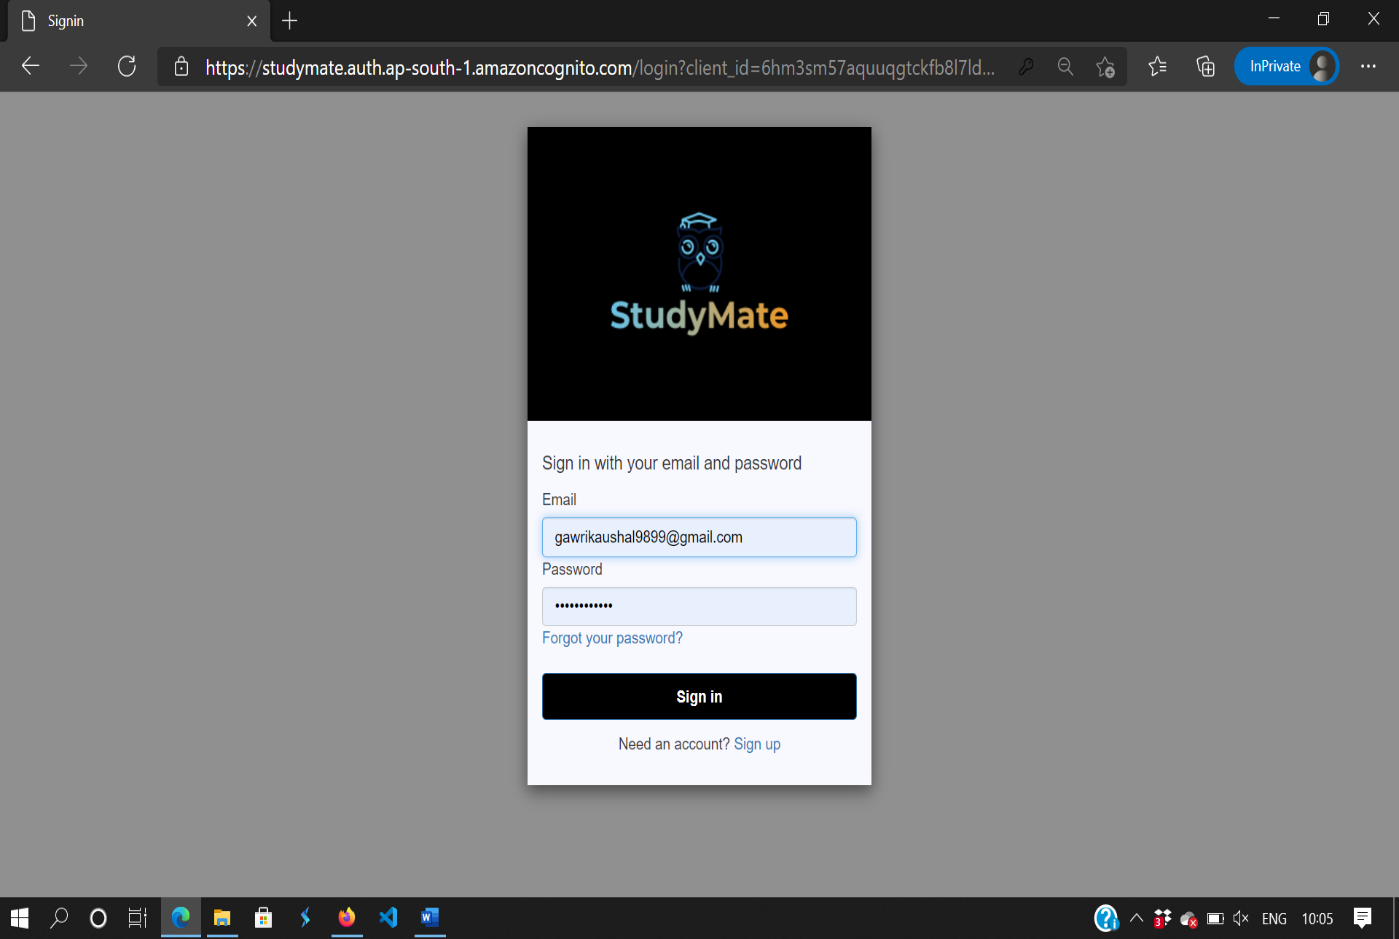 Signin
https://studymate.auth.ap-south-1.amazoncognito.com/login?client_id=6hm3sm57aquuqgtckfb8l7ld...
InPrivate
StudyMate
Sign in with your email and password
Email
gawrikaushal9899@gmail.com
Password
••••••••••••
Forgot your password?
Sign in
Need an account? Sign up
3
ENG
10:05